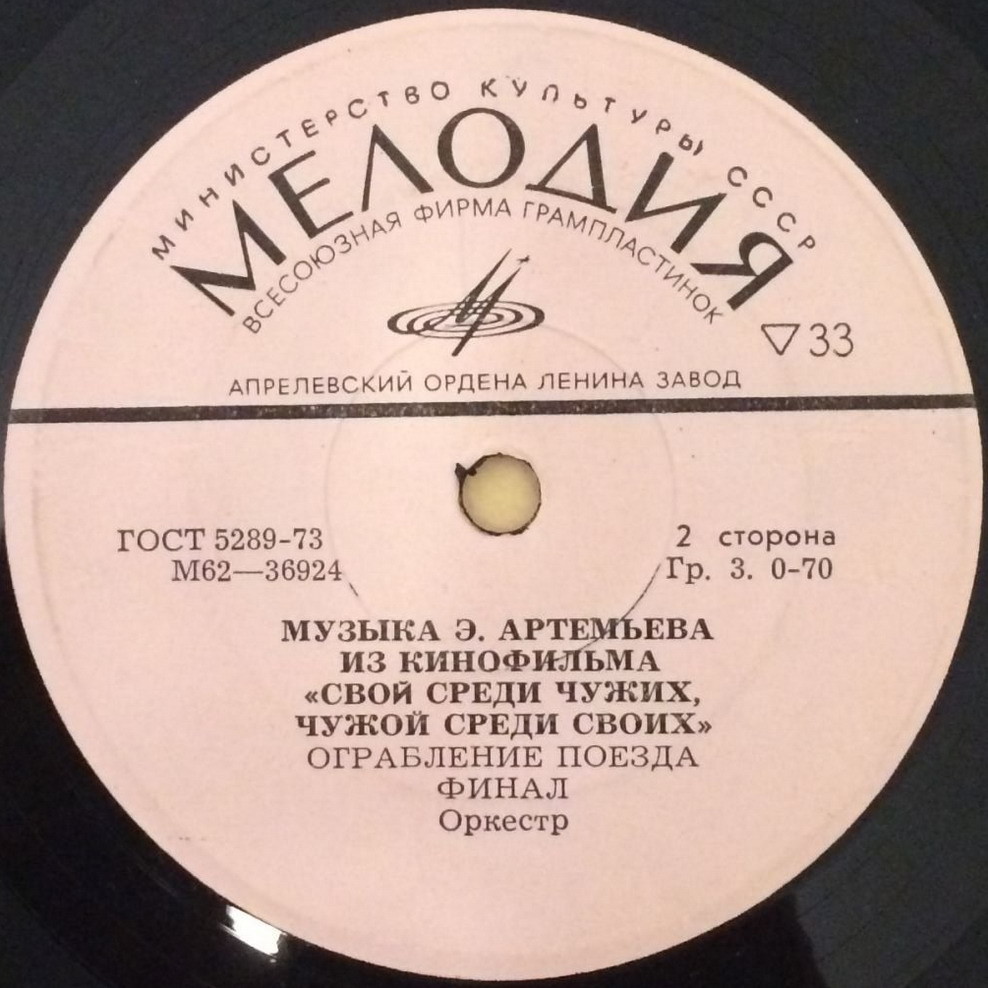 МИНИСТЕРСТВО КУЛЬТУРЫ СССР
МЕЛОДИЯ
ВСЕСОЮЗНАЯ ФИРМА ГРАМПЛАСТИНОК
33
АПРЕЛЕВСКИЙ ОРДЕНА ЛЕНИНА ЗАВОД
ГОСТ 5289-73
М62—36924
2 сторона
Гр. 3. 0-70
МУЗЫКА Э. АРТЕМЬЕВА
ИЗ КИНОФИЛЬМА
«СВОЙ СРЕДИ ЧУЖИХ,
ЧУЖОЙ СРЕДИ СВОИХ»
ОГРАБЛЕНИЕ ПОЕЗДА
ФИНАЛ
Оркестр